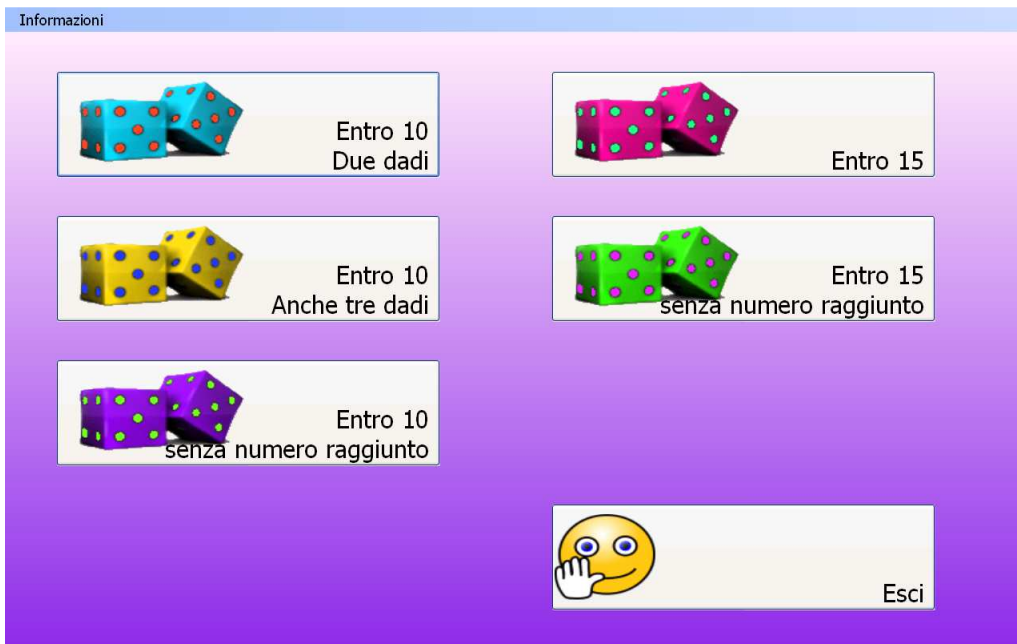 Informazioni
Entro 10
Due dadi
Entro 15
Entro 10
Anche tre dadi
Entro 15
senza numero raggiunto
Entro 10
senza numero raggiunto
Esci